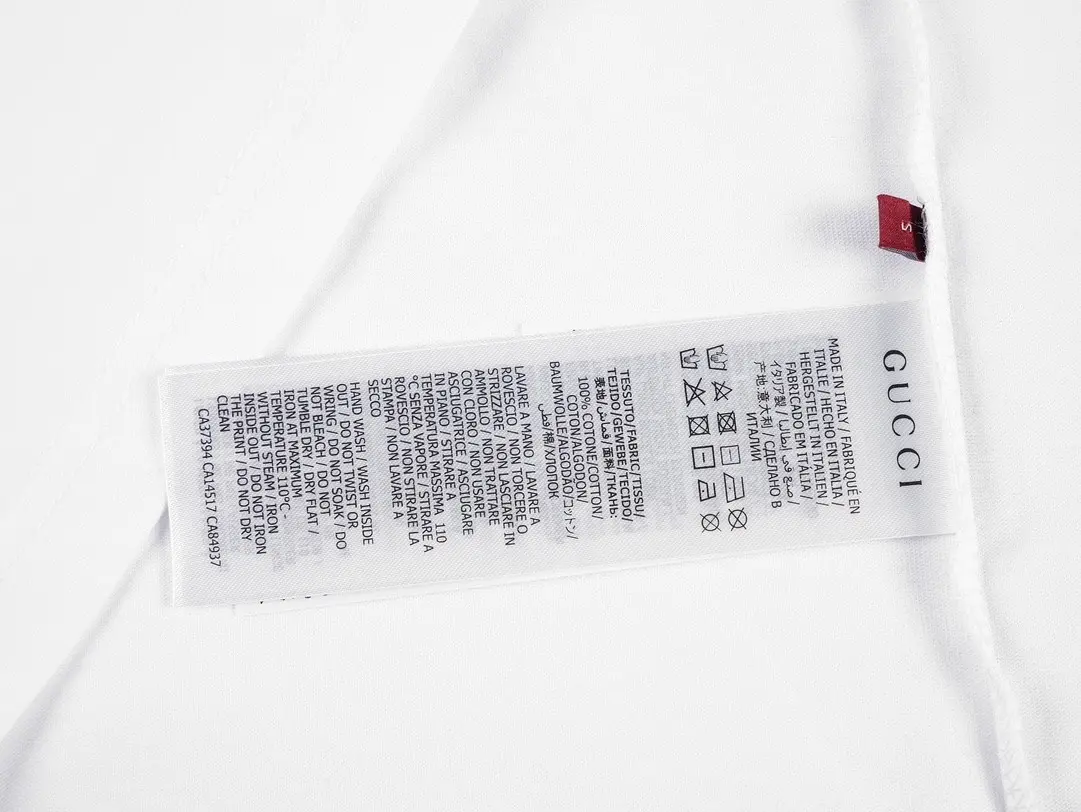 S
GUCCI
MADE IN ITALY / FABRIQUÉ EN
ITALIE / HECHO EN ITALIA /
HERGESTELLT IN ITALIEN /
FABRICADO EM ITÁLIA /
イタリア製 / صنع في إيطاليا /
产地:意大利 / СДЕЛАНО В
ИТАЛИИ
TESSUTO/FABRIC/TISSU/
TEJIDO/GEWEBE/TECIDO/
表地/قماش/面料/ТКАНЬ:
100% COTONE/COTTON/
COTON/ALGODÓN/
BAUMWOLLE/ALGODÃO/コットン/
قطن/棉/ХЛОПОК
LAVARE A MANO / LAVARE A
ROVESCIO / NON TORCERE O
STRIZZARE / NON LASCIARE IN
AMMOLLO / NON TRATTARE
CON CLORO / NON USARE
ASCIUGATRICE / ASCIUGARE
IN PIANO / STIRARE A
TEMPERATURA MASSIMA 110
°C SENZA VAPORE / STIRARE A
ROVESCIO / NON STIRARE LA
STAMPA / NON LAVARE A
SECCO
HAND WASH / WASH INSIDE
OUT / DO NOT TWIST OR
WRING / DO NOT SOAK / DO
NOT BLEACH / DO NOT
TUMBLE DRY / DRY FLAT /
IRON AT MAXIMUM
TEMPERATURE 110°C -
WITHOUT STEAM / IRON
INSIDE OUT / DO NOT IRON
THE PRINT / DO NOT DRY
CLEAN
CA37394 CA14517 CA84937